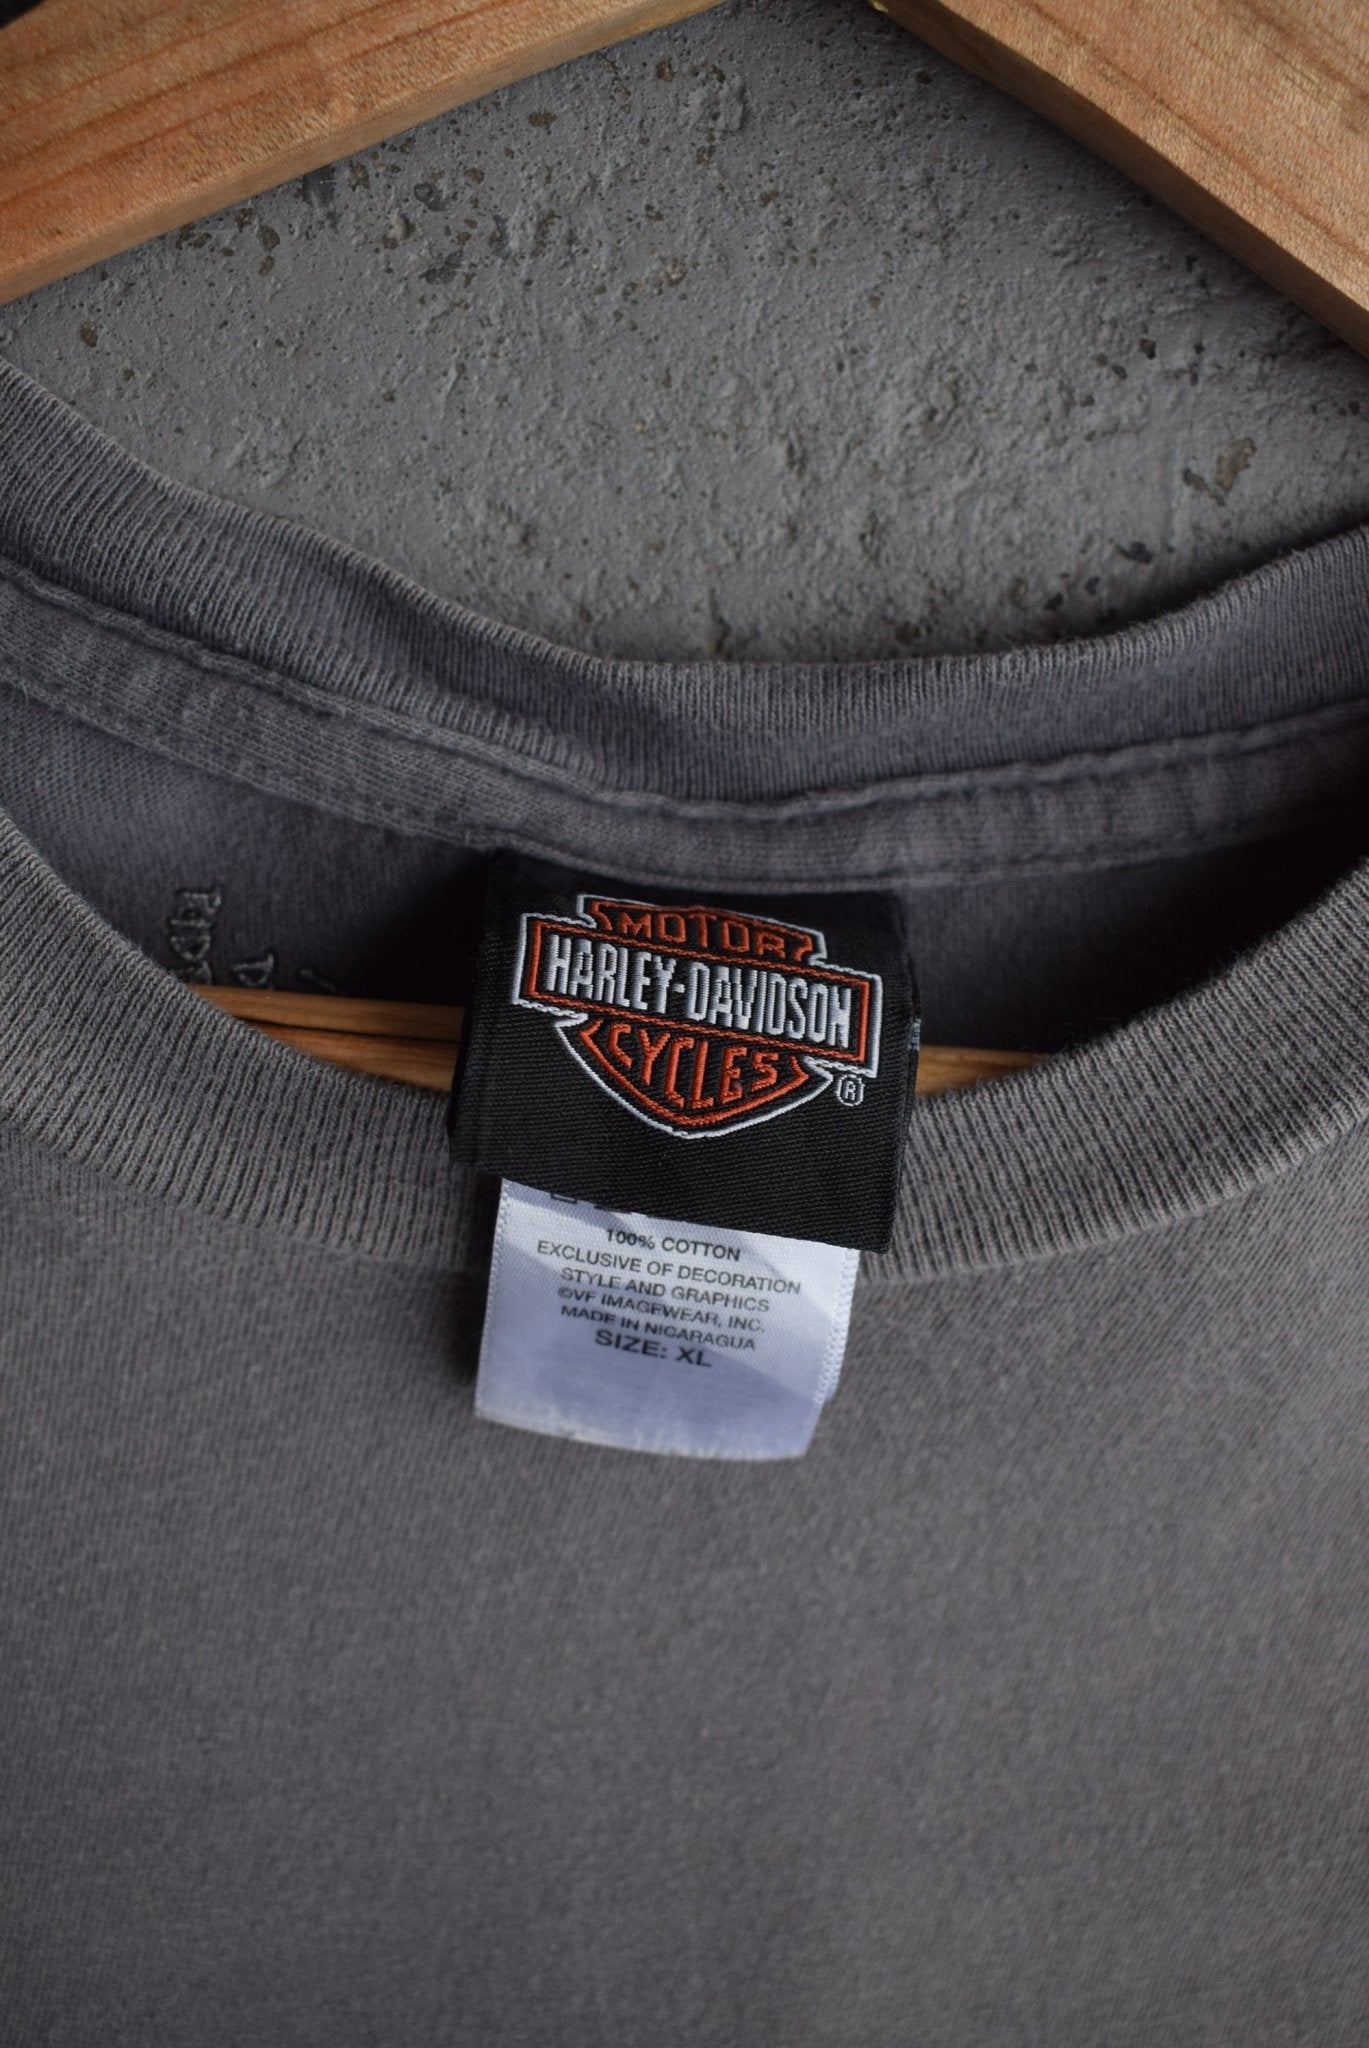 MOTOR
HARLEY-DAVIDSON
CYCLES
®
100% COTTON
EXCLUSIVE OF DECORATION
STYLE AND GRAPHICS
©VF IMAGEWEAR, INC.
MADE IN NICARAGUA
SIZE: XL